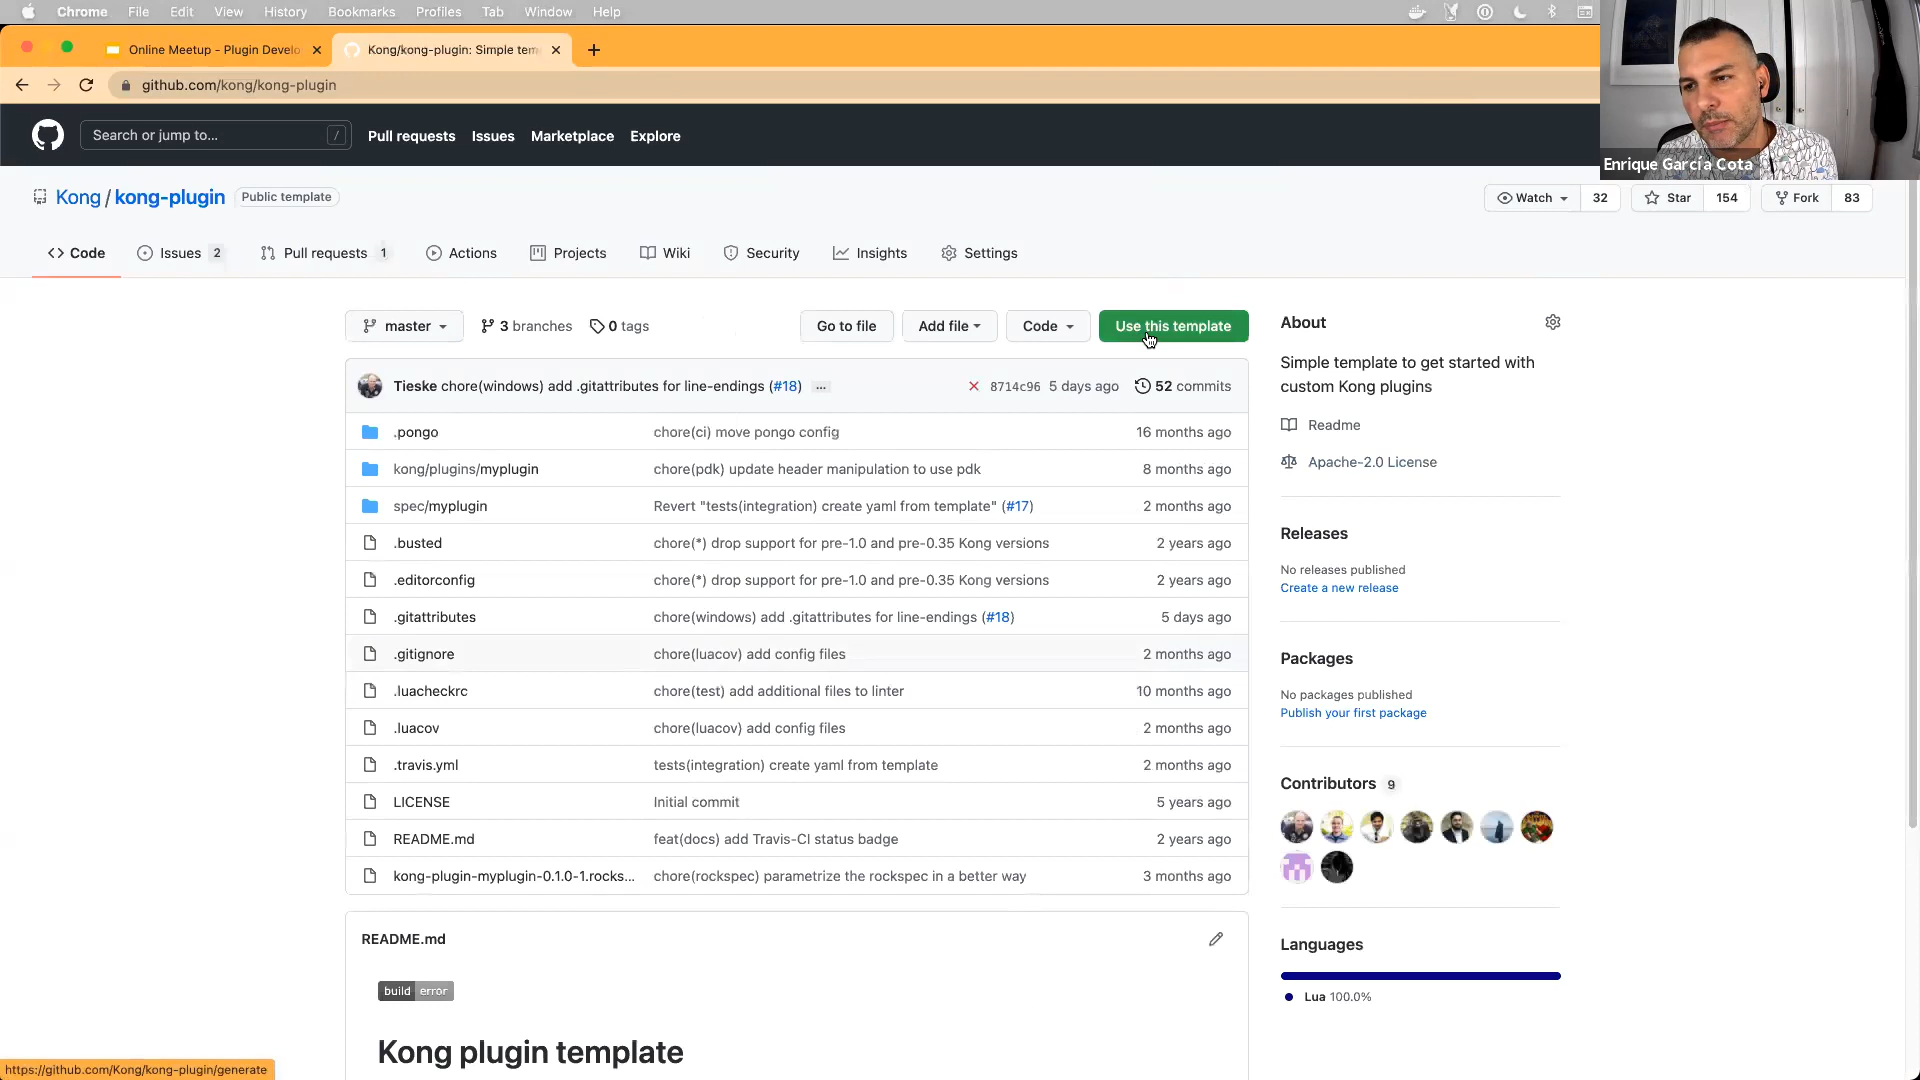 Chrome File Edit View History Bookmarks Profiles Tab Window Help
Online Meetup - Plugin Develo
Kong/kong-plugin: Simple tem
github.com/kong/kong-plugin
Search or jump to... /
Pull requests Issues Marketplace Explore
Enrique García Cota
Kong / kong-plugin Public template
Watch 32 Star 154 Fork 83
Code Issues 2 Pull requests 1 Actions Projects Wiki Security Insights Settings
master 3 branches 0 tags Go to file Add file Code Use this template
Tieske chore(windows) add .gitattributes for line-endings (#18) ... 8714c96 5 days ago 52 commits
.pongo chore(ci) move pongo config 16 months ago
kong/plugins/myplugin chore(pdk) update header manipulation to use pdk 8 months ago
spec/myplugin Revert "tests(integration) create yaml from template" (#17) 2 months ago
.busted chore(*) drop support for pre-1.0 and pre-0.35 Kong versions 2 years ago
.editorconfig chore(*) drop support for pre-1.0 and pre-0.35 Kong versions 2 years ago
.gitattributes chore(windows) add .gitattributes for line-endings (#18) 5 days ago
.gitignore chore(luacov) add config files 2 months ago
.luacheckrc chore(test) add additional files to linter 10 months ago
.luacov chore(luacov) add config files 2 months ago
.travis.yml tests(integration) create yaml from template 2 months ago
LICENSE Initial commit 5 years ago
README.md feat(docs) add Travis-CI status badge 2 years ago
kong-plugin-myplugin-0.1.0-1.rocks... chore(rockspec) parametrize the rockspec in a better way 3 months ago
README.md
build error
Kong plugin template
About
Simple template to get started with
custom Kong plugins
Readme
Apache-2.0 License
Releases
No releases published
Create a new release
Packages
No packages published
Publish your first package
Contributors 9
Languages
Lua 100.0%
https://github.com/Kong/kong-plugin/generate